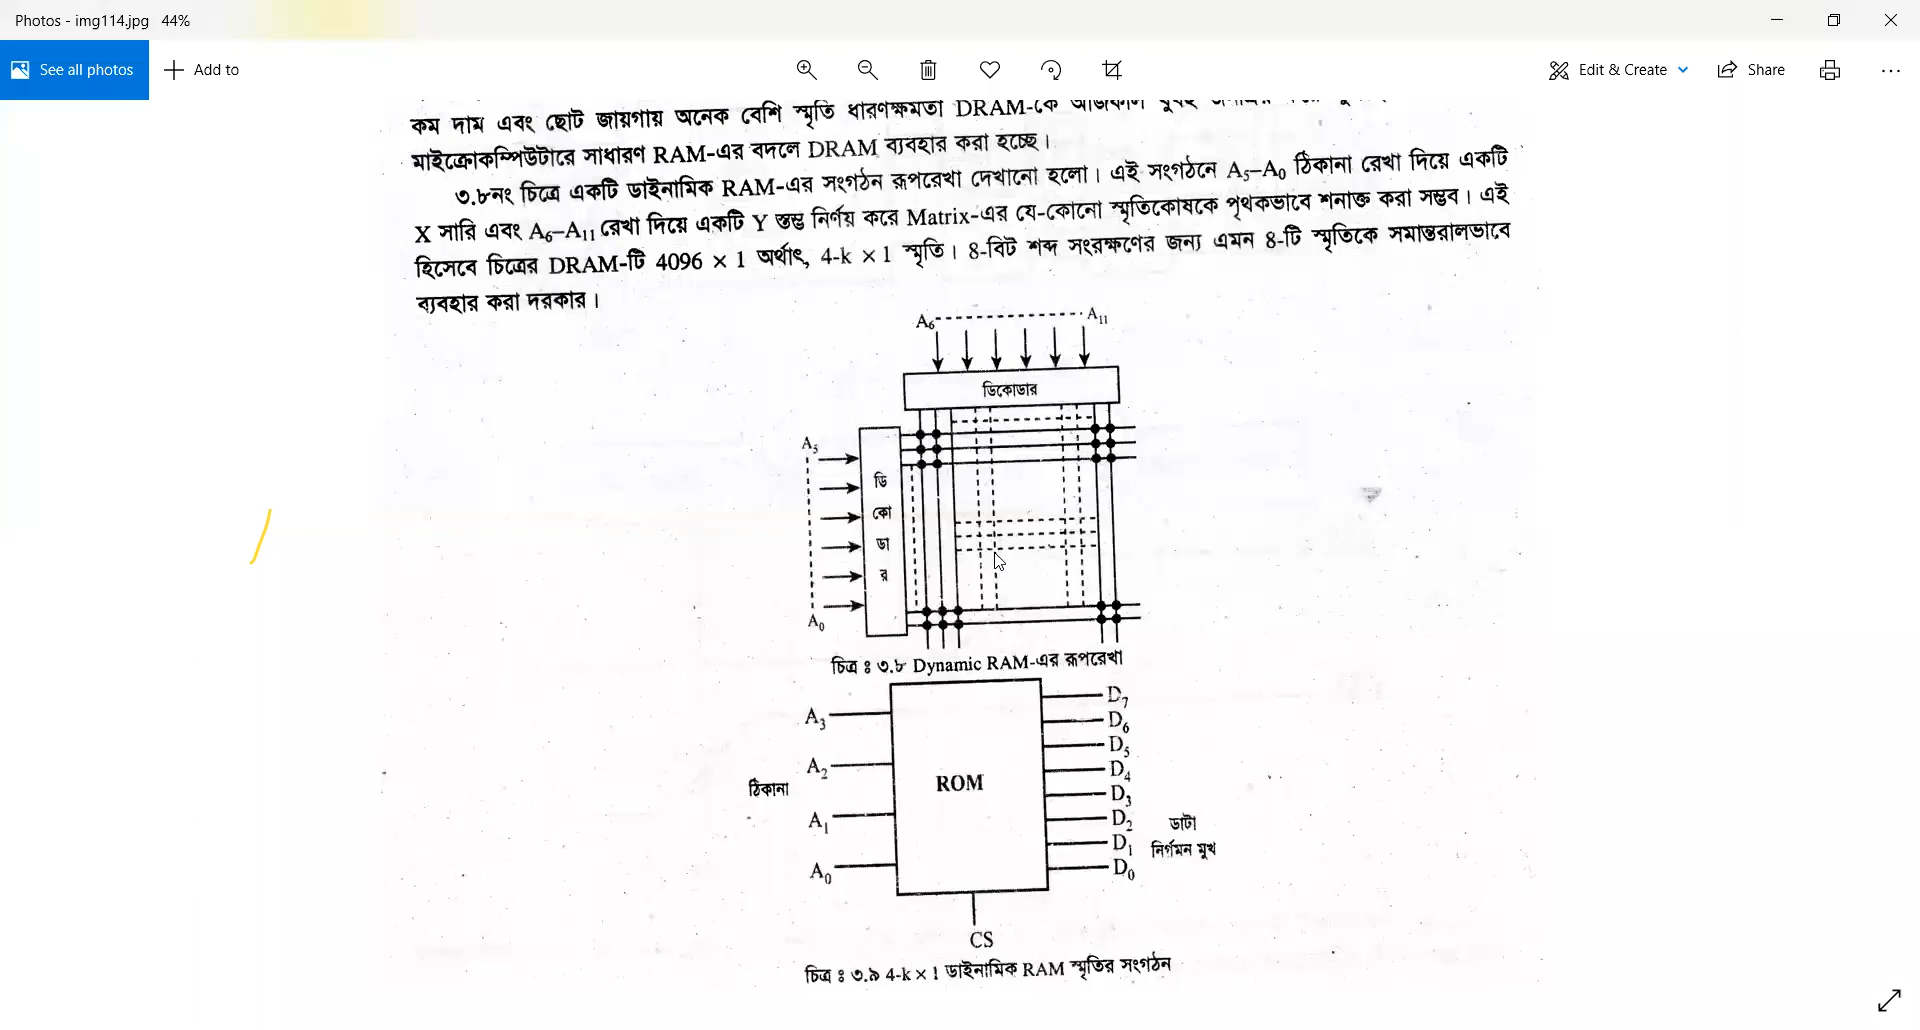 Photos - img114.jpg 44%
See all photos
Add to
Edit & Create
Share
কম দাম এবং ছোট জায়গায় অনেক বেশি স্মৃতি ধারণক্ষমতা DRAM-কে
মাইক্রোকম্পিউটারে সাধারণ RAM-এর বদলে DRAM ব্যবহার করা হচ্ছে।
৩.৮নং চিত্রে একটি ডাইনামিক RAM-এর সংগঠন রূপরেখা দেখানো হলো। এই সংগঠনে A5–A0 ঠিকানা রেখা দিয়ে একটি
X সারি এবং A6–A11 রেখা দিয়ে একটি Y স্তম্ভ নির্ণয় করে Matrix-এর যে-কোনো স্মৃতিকোষকে পৃথকভাবে শনাক্ত করা সম্ভব। এই
হিসেবে চিত্রের DRAM-টি 4096 × 1 অর্থাৎ, 4-k × 1 স্মৃতি। 8-বিট শব্দ সংরক্ষণের জন্য এমন 8-টি স্মৃতিকে সমান্তরালভাবে
ব্যবহার করা দরকার।
A6 A11
ডিকোডার
A5
ডি
কো
ডা
র
A0
চিত্র ঃ ৩.৮ Dynamic RAM-এর রূপরেখা
D7
A3
D6
D5
A2
D4
ROM
ঠিকানা
D3
A1
D2
ডাটা
D1
নির্গমন মুখ
A0
D0
CS
চিত্র ঃ ৩.৯ 4-k × 1 ডাইনামিক RAM স্মৃতির সংগঠন